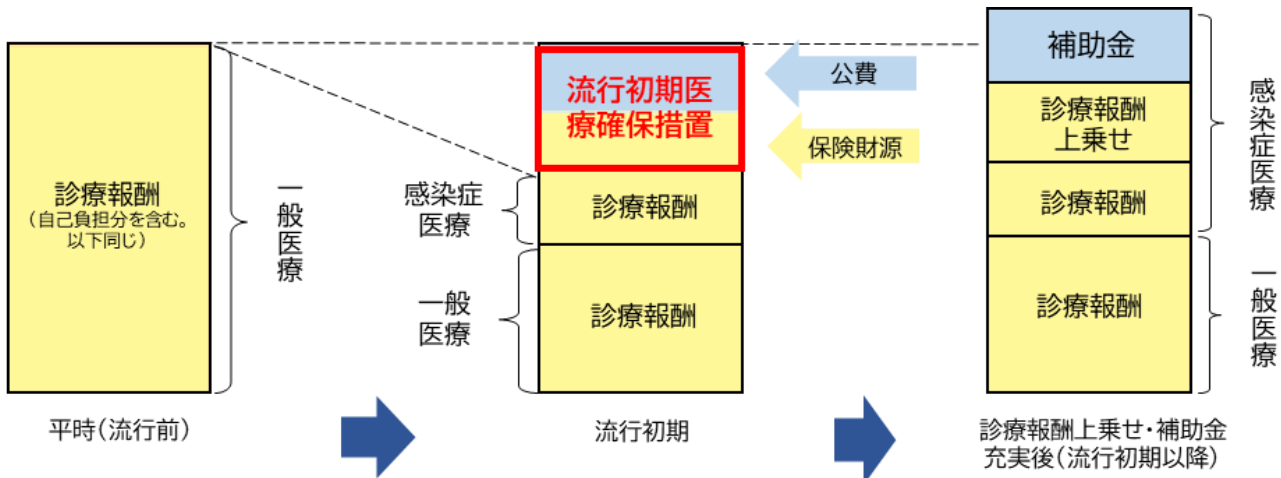 診療報酬
（自己負担分を含む。
以下同じ）
一般医療
平時（流行前）
流行初期医
療確保措置
公費
保険財源
感染症
医療
診療報酬
一般
医療
診療報酬
流行初期
補助金
診療報酬
上乗せ
診療報酬
感染症医療
診療報酬
一般医療
診療報酬上乗せ・補助金
充実後（流行初期以降）